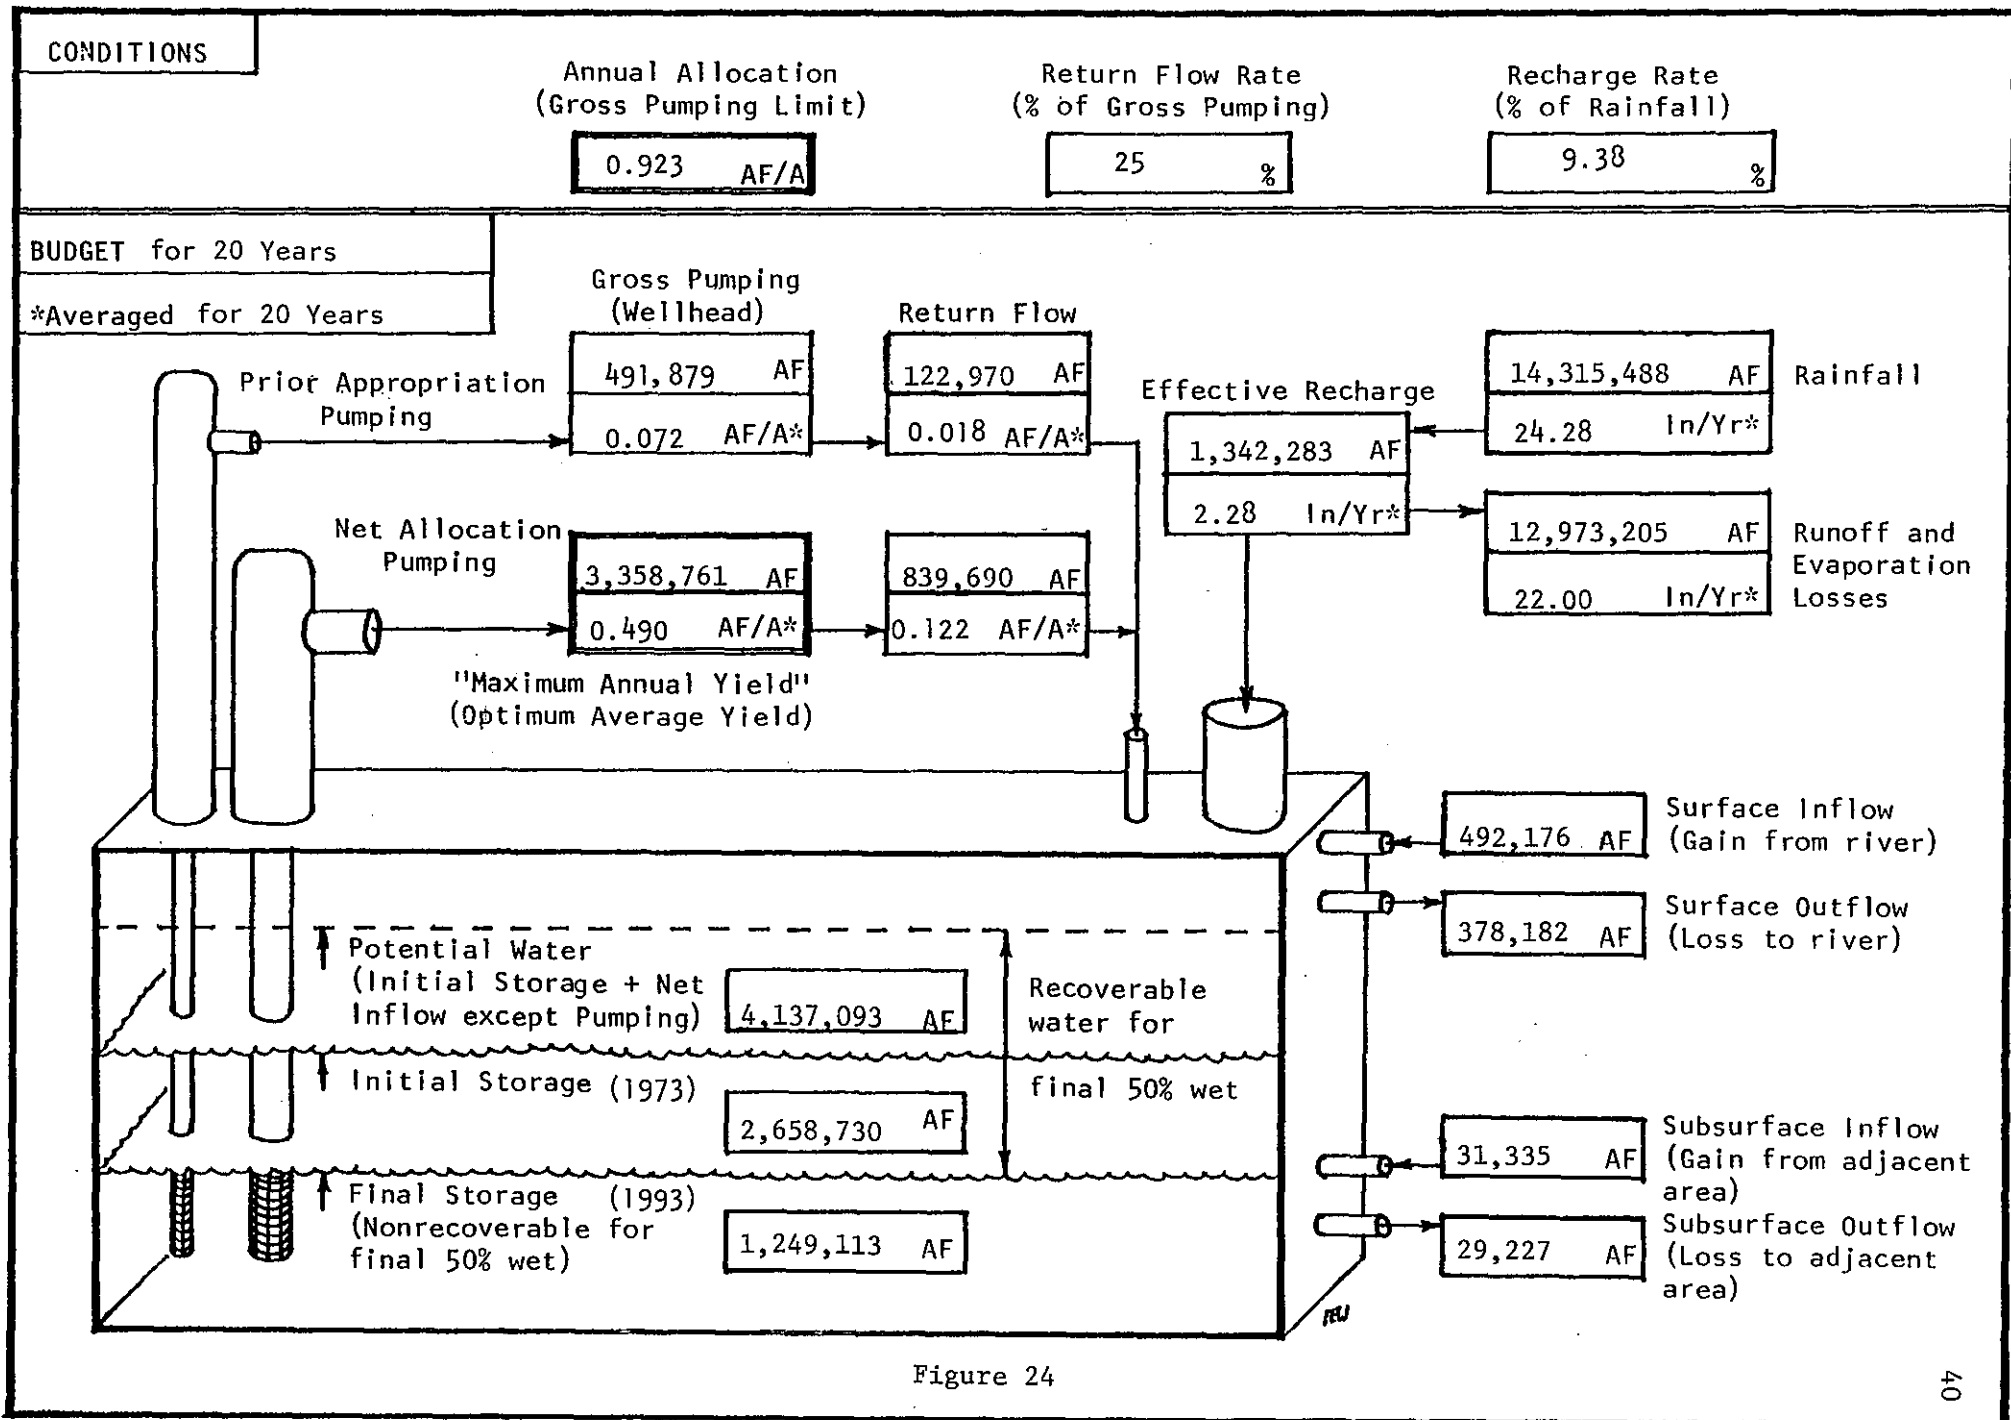 CONDITIONS
Annual Allocation
(Gross Pumping Limit)
0.923 AF/A
Return Flow Rate
(% of Gross Pumping)
25 %
Recharge Rate
(% of Rainfall)
9.38 %
BUDGET for 20 Years
*Averaged for 20 Years
Gross Pumping
(Wellhead)
Return Flow
Prior Appropriation
Pumping
491,879 AF
0.072 AF/A*
122,970 AF
0.018 AF/A*
Effective Recharge
1,342,283 AF
2.28 In/Yr*
14,315,488 AF
24.28 In/Yr*
Rainfall
Net Allocation
Pumping
3,358,761 AF
0.490 AF/A*
839,690 AF
0.122 AF/A*
12,973,205 AF
22.00 In/Yr*
Runoff and
Evaporation
Losses
"Maximum Annual Yield"
(Optimum Average Yield)
492,176 AF
Surface Inflow
(Gain from river)
378,182 AF
Surface Outflow
(Loss to river)
Potential Water
(Initial Storage + Net
Inflow except Pumping)
4,137,093 AF
Recoverable
water for
final 50% wet
Initial Storage (1973)
2,658,730 AF
31,335 AF
Subsurface Inflow
(Gain from adjacent
area)
Final Storage (1993)
(Nonrecoverable for
final 50% wet)
1,249,113 AF
29,227 AF
Subsurface Outflow
(Loss to adjacent
area)
Figure 24
40